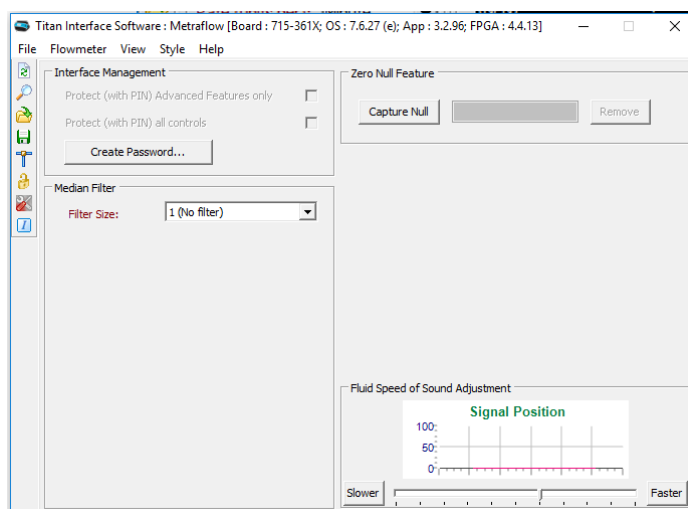 Titan Interface Software : Metraflow [Board : 715-361X; OS : 7.6.27 (e); App : 3.2.96; FPGA : 4.4.13]
File Flowmeter View Style Help
Interface Management
Protect (with PIN) Advanced Features only
Protect (with PIN) all controls
Create Password...
Zero Null Feature
Capture Null
Remove
Median Filter
Filter Size:
1 (No filter)
Fluid Speed of Sound Adjustment
Signal Position
100
50
0
Slower
Faster